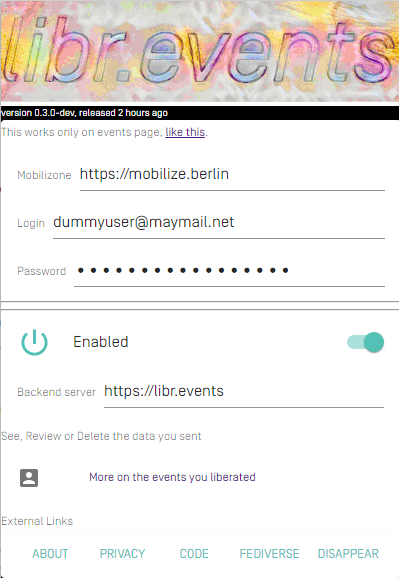 libr.events
version 0.3.0-dev, released 2 hours ago
This works only on events page, like this.
Mobilizone https://mobilize.berlin
Login dummyuser@maymail.net
Password •••••••••••••••••
Enabled
Backend server https://libr.events
See, Review or Delete the data you sent
More on the events you liberated
External Links
ABOUT PRIVACY CODE FEDIVERSE DISAPPEAR